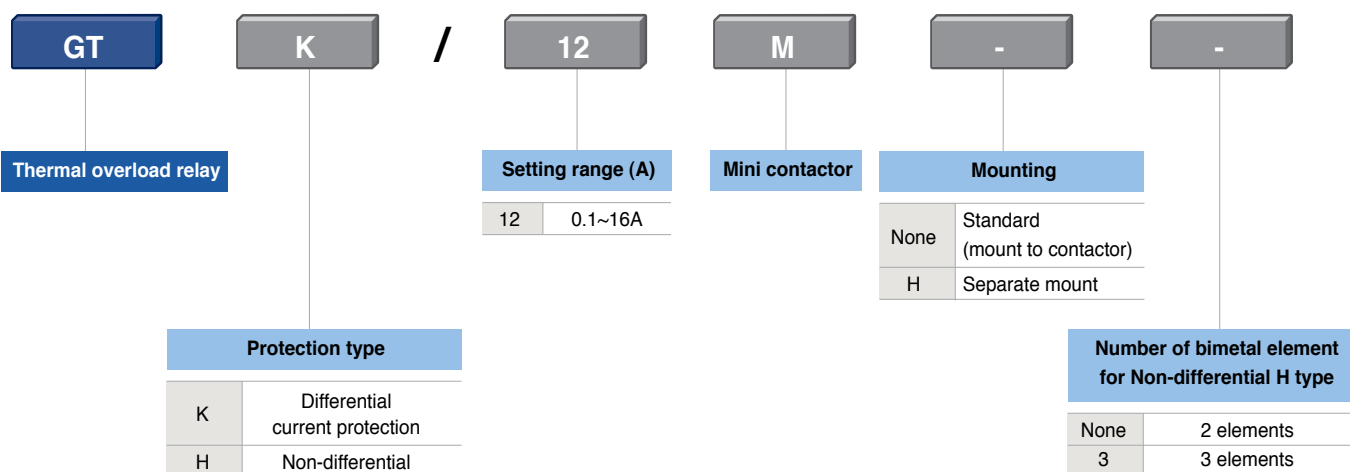 GT K / 12 M - -
Thermal overload relay
Setting range (A)
12 0.1~16A
Mini contactor
Mounting
None Standard
(mount to contactor)
H Separate mount
Protection type
K Differential
current protection
H Non-differential
Number of bimetal element
for Non-differential H type
None 2 elements
3 3 elements